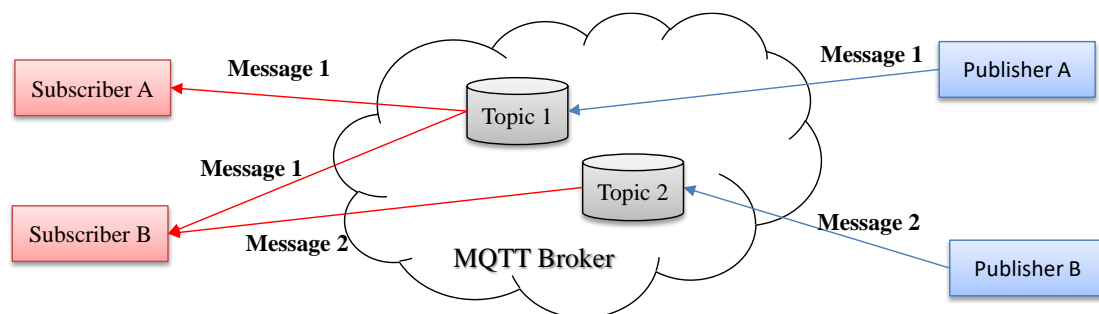 Message 1
Message 1
Publisher A
Subscriber A
Topic 1
Message 1
Topic 2
Message 2
Subscriber B
Message 2
MQTT Broker
Publisher B